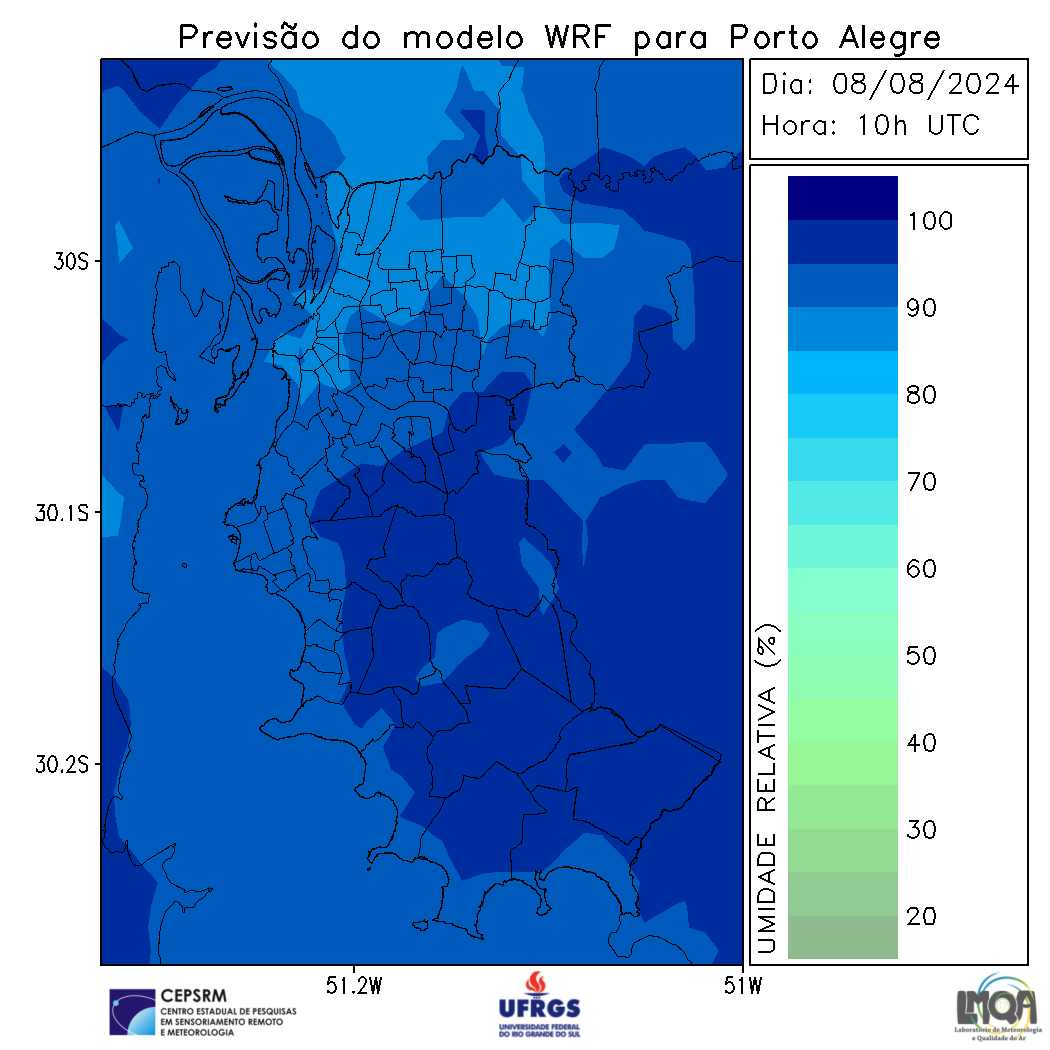 Previsão do modelo WRF para Porto Alegre
Dia: 08/08/2024
Hora: 10h UTC
30S
30.1S
30.2S
51.2W
51W
UMIDADE RELATIVA (%)
100
90
80
70
60
50
40
30
20
CEPSRM
CENTRO ESTADUAL DE PESQUISAS
EM SENSORIAMENTO REMOTO
E METEOROLOGIA
UFRGS
UNIVERSIDADE FEDERAL
DO RIO GRANDE DO SUL
LMQA
Laboratório de Meteorologia
e Qualidade do Ar